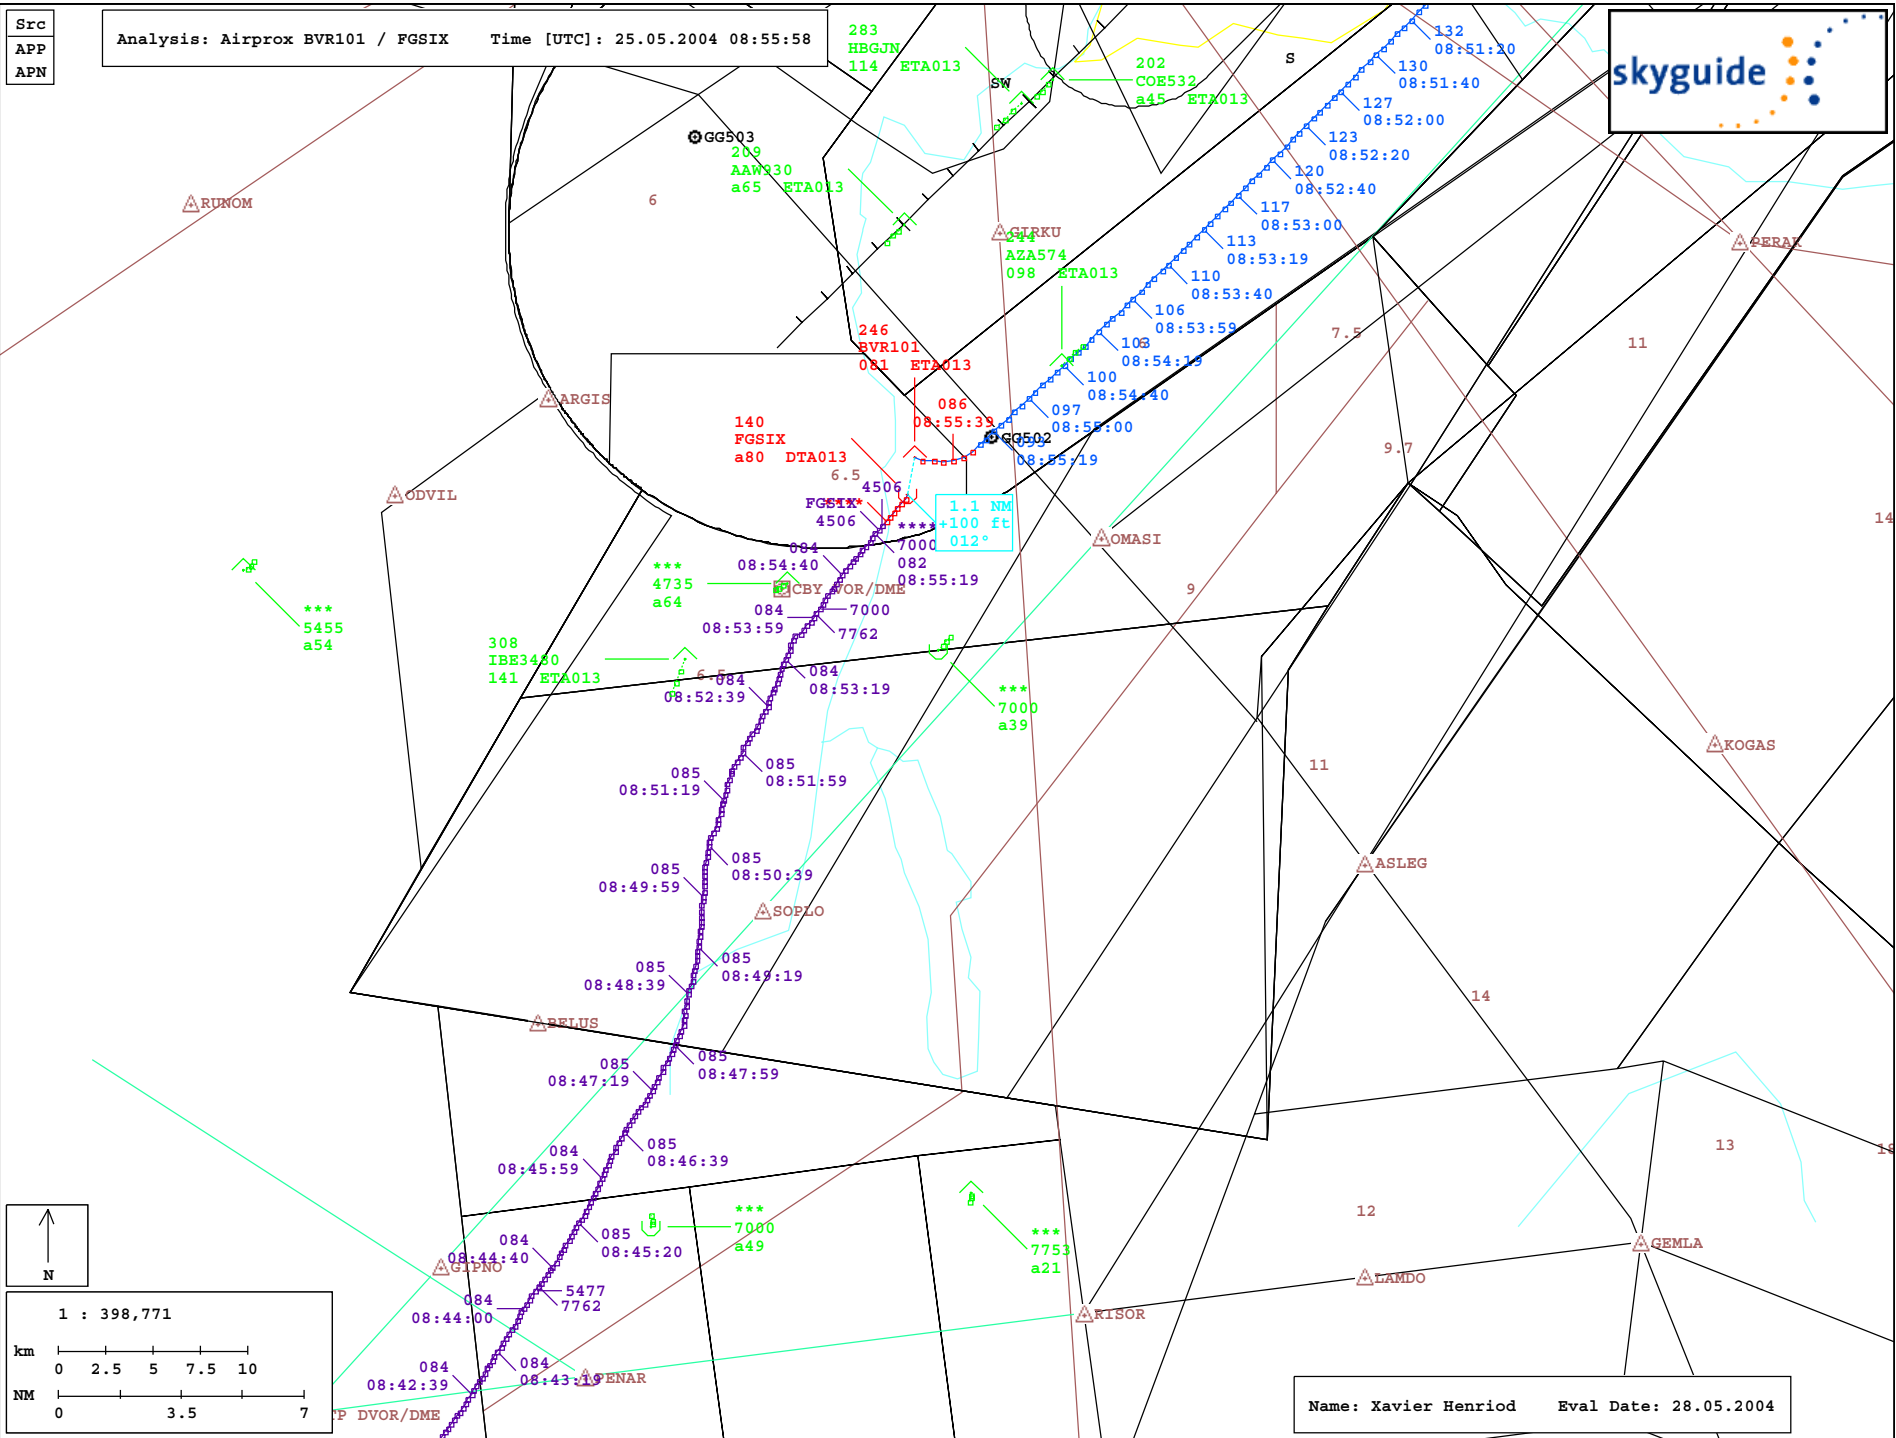 Src
APP
APN
Analysis: Airprox BVR101 / FGSIX    Time [UTC]: 25.05.2004 08:55:58
skyguide
283
HBGJN
114  ETA013
202
COE532
a45  ETA013
SW
S
132
08:51:20
130
08:51:40
127
08:52:00
123
08:52:20
120
08:52:40
117
08:53:00
113
08:53:19
110
08:53:40
106
08:53:59
103
08:54:19
100
08:54:40
097
08:55:00
093
08:55:19
GG503
209
AAW930
a65  ETA013
RUNOM
6
GIRKU
244
AZA574
098  ETA013
PERAK
246
BVR101
081  ETA013
6
7.5
11
086
08:55:39
ARGIS
140
FGSIX
a80  DTA013
GG502
9.7
6.5
ODVIL
4506
FGSIX
4506
1.1 NM
+100 ft
012°
****
7000
082
08:55:19
14
OMASI
084
08:54:40
***
5455
a54
***
4735
a64
CBY VOR/DME
9
084
08:53:59
7000
7762
308
IBE3480
141  ETA013
6.5
084
08:52:39
084
08:53:19
***
7000
a39
KOGAS
11
085
08:51:59
085
08:51:19
085
08:50:39
085
08:49:59
ASLEG
SOPLO
085
08:49:19
085
08:48:39
14
BELUS
085
08:47:59
085
08:47:19
085
08:46:39
084
08:45:59
13
18
12
***
7000
a49
085
08:45:20
***
7753
a21
084
08:44:40
GIPNO
GEMLA
LAMDO
5477
7762
084
08:44:00
RISOR
084
08:43:19
PENAR
084
08:42:39
TP DVOR/DME
N
1 : 398,771
km
0  2.5  5  7.5  10
NM
0  3.5  7
Name: Xavier Henriod    Eval Date: 28.05.2004